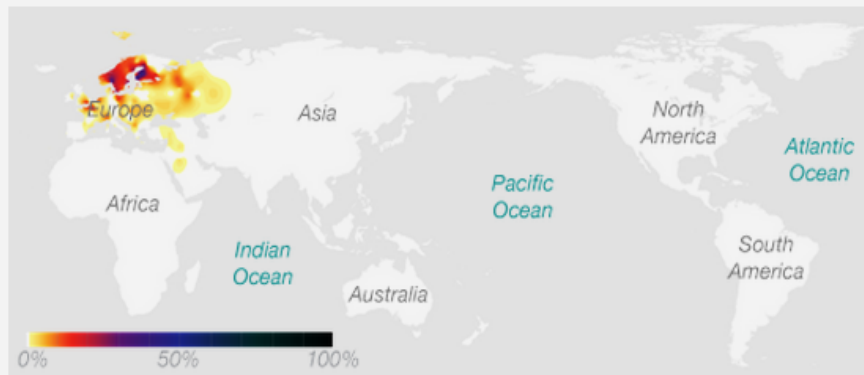 Europe
Asia
North
America
Atlantic
Ocean
Pacific
Ocean
Africa
Indian
Ocean
South
America
Australia
0%
50%
100%